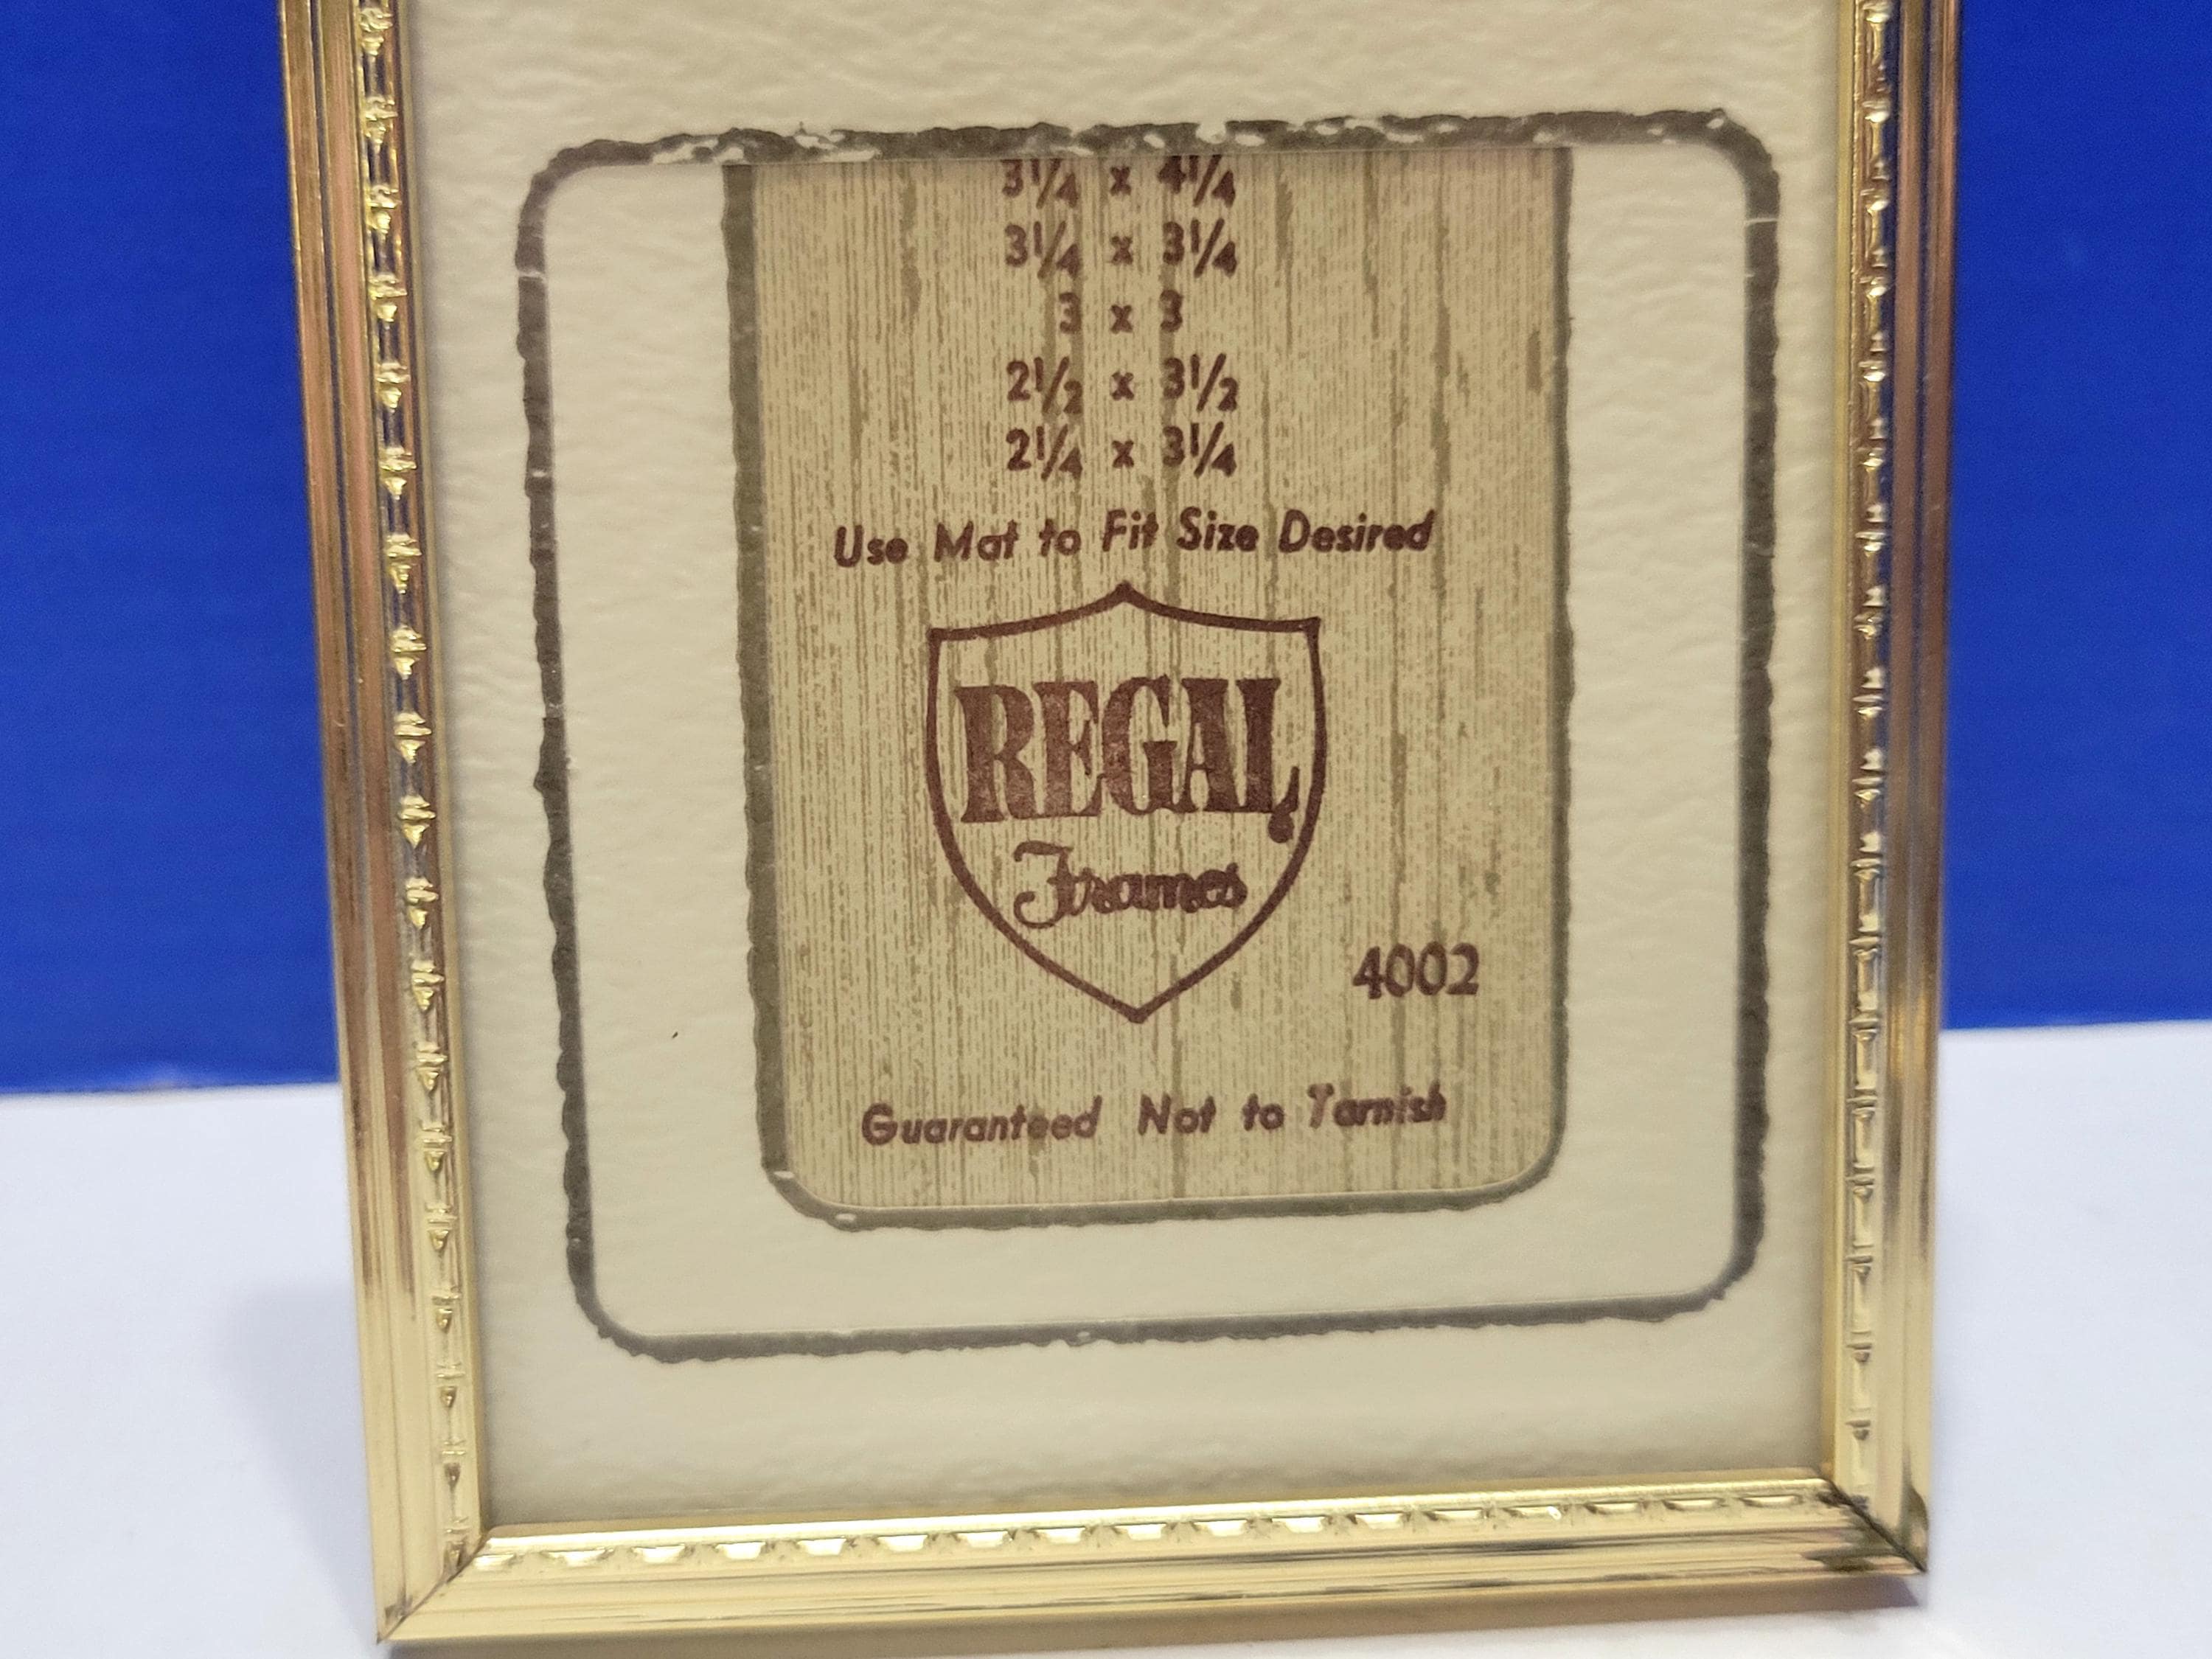 3¼ x 4¼
3¼ x 3¼
3 x 3
2½ x 3½
2¼ x 3¼
Use Mat to Fit Size Desired
REGAL
Frames
4002
Guaranteed Not to Tarnish